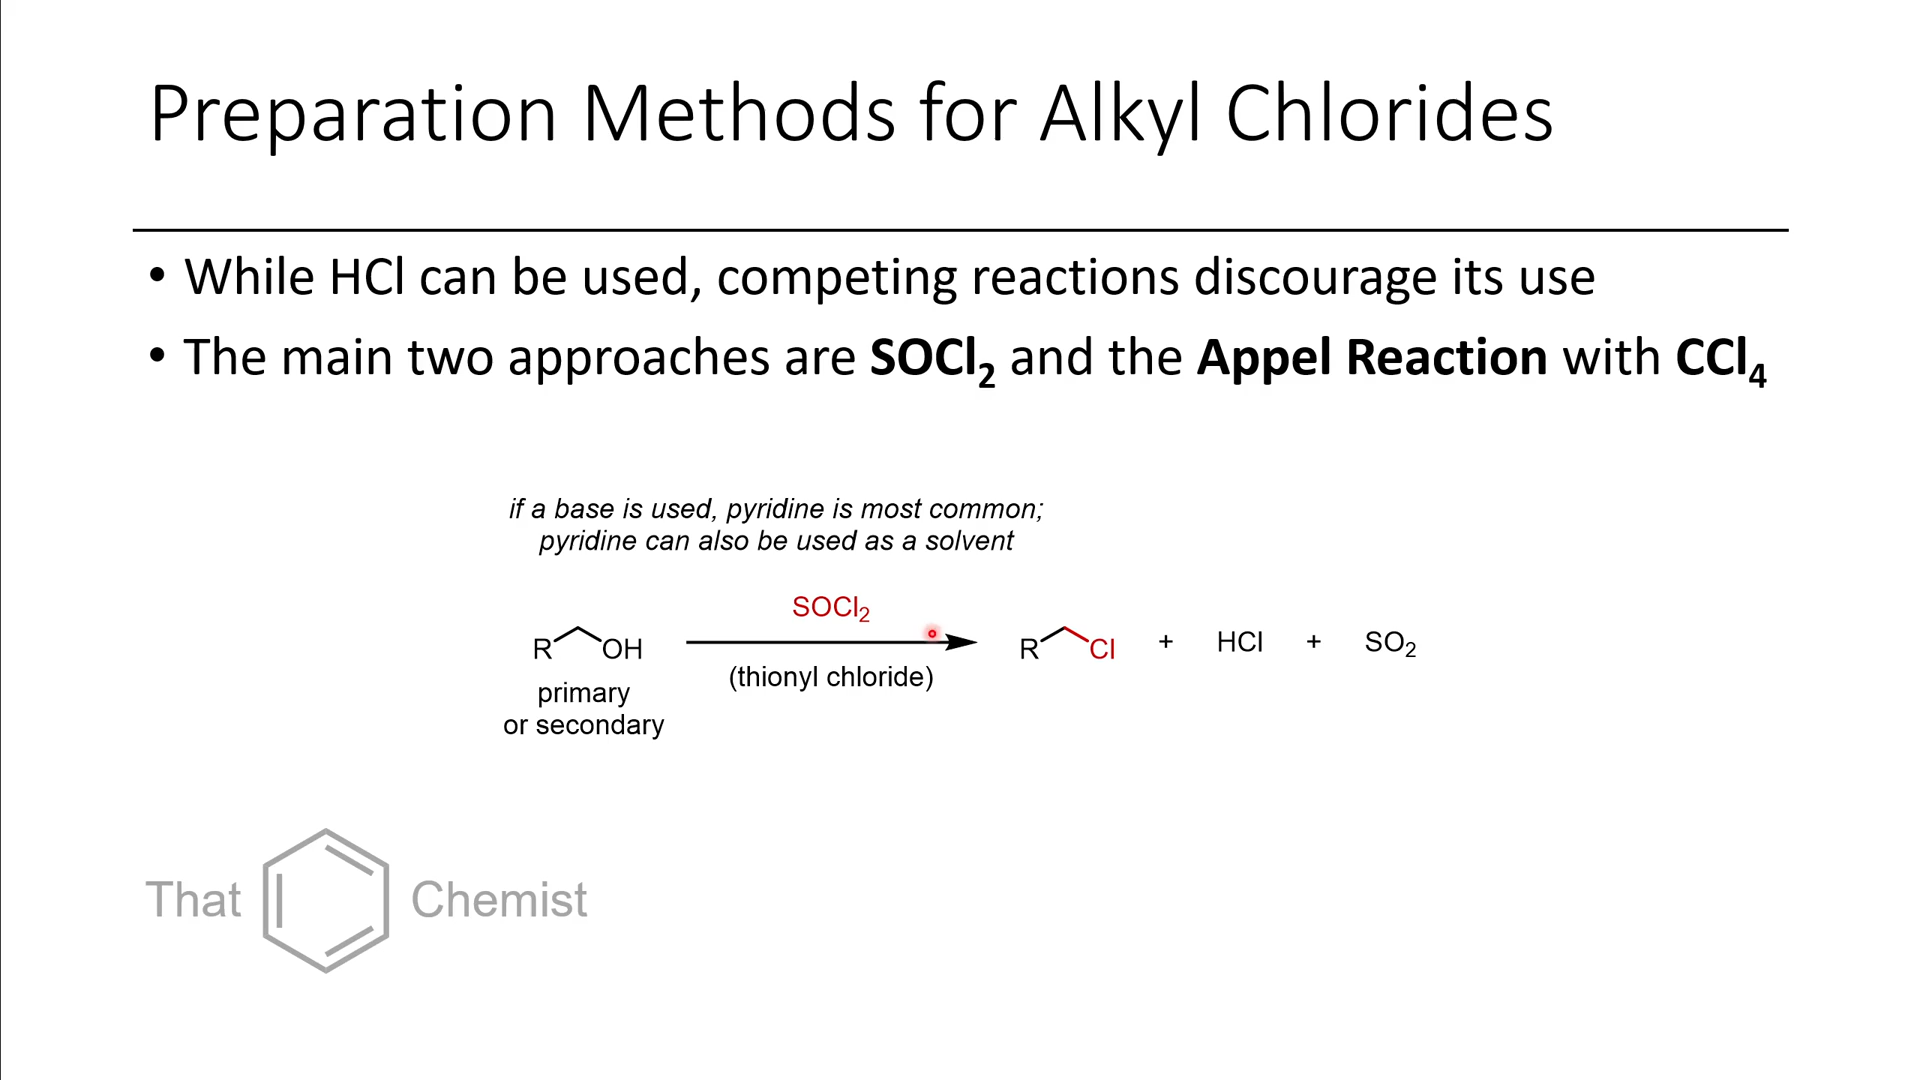 Preparation Methods for Alkyl Chlorides
• While HCl can be used, competing reactions discourage its use
• The main two approaches are SOCl₂ and the Appel Reaction with CCl₄
if a base is used, pyridine is most common;
pyridine can also be used as a solvent
SOCl₂
R OH R Cl + HCl + SO₂
(thionyl chloride)
primary
or secondary
That Chemist